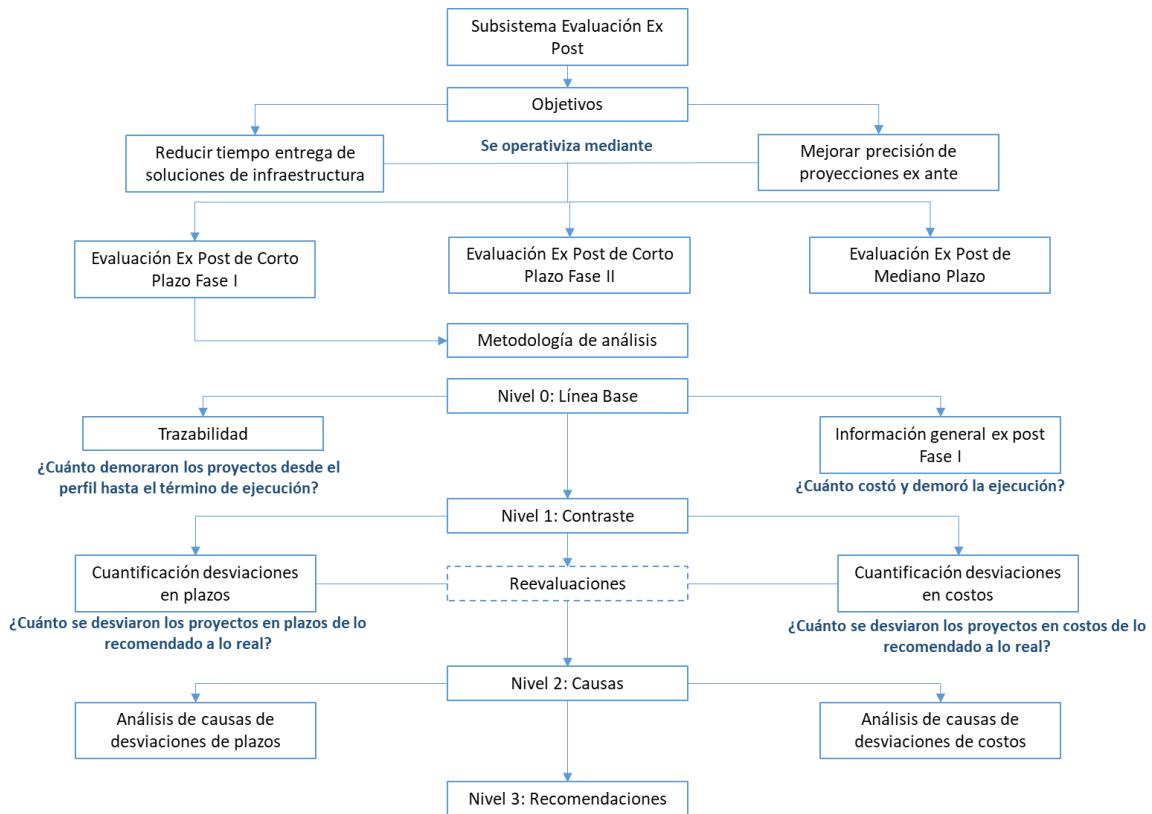 Subsistema Evaluación Ex
Post
Objetivos
Reducir tiempo entrega de
soluciones de infraestructura
Se operativiza mediante
Mejorar precisión de
proyecciones ex ante
Evaluación Ex Post de Corto
Plazo Fase I
Evaluación Ex Post de Corto
Plazo Fase II
Evaluación Ex Post de
Mediano Plazo
Metodología de análisis
Nivel 0: Línea Base
Trazabilidad
¿Cuánto demoraron los proyectos desde el
perfil hasta el término de ejecución?
Información general ex post
Fase I
¿Cuánto costó y demoró la ejecución?
Nivel 1: Contraste
Cuantificación desviaciones
en plazos
¿Cuánto se desviaron los proyectos en plazos de lo
recomendado a lo real?
Reevaluaciones
Cuantificación desviaciones
en costos
¿Cuánto se desviaron los proyectos en costos de lo
recomendado a lo real?
Nivel 2: Causas
Análisis de causas de
desviaciones de plazos
Análisis de causas de
desviaciones de costos
Nivel 3: Recomendaciones